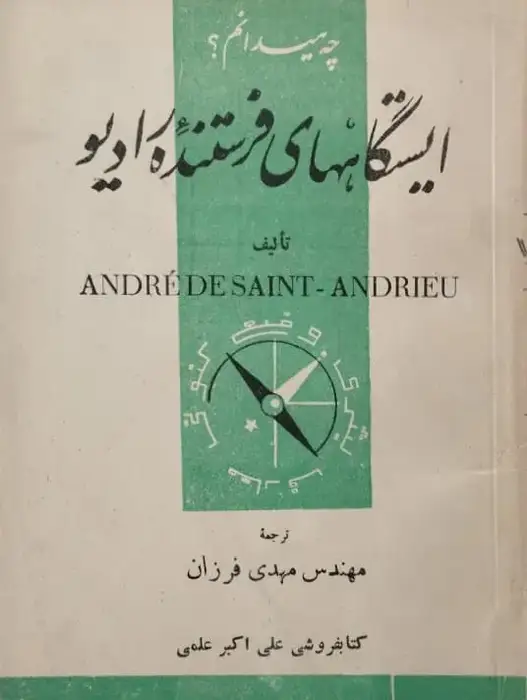 چه میدانم ؟
ایستگاههای فرستندهٔ رادیو
تألیف
ANDRÉ DE SAINT-ANDRIEU
ترجمهٔ
مهندس مهدی فرزان
کتابفروشی علی اکبر علمی